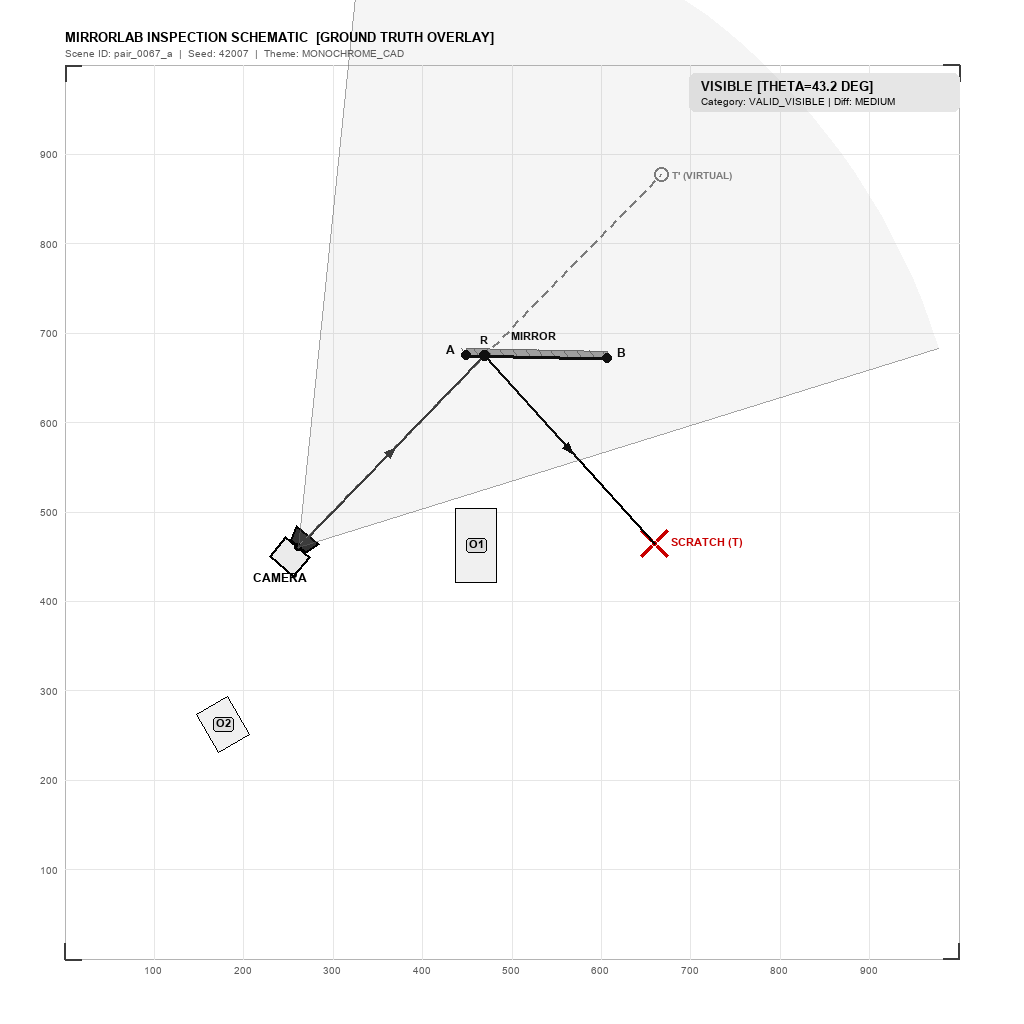 MIRRORLAB INSPECTION SCHEMATIC [GROUND TRUTH OVERLAY]
Scene ID: pair_0067_a | Seed: 42007 | Theme: MONOCHROME_CAD
VISIBLE [THETA=43.2 DEG]
Category: VALID_VISIBLE | Diff: MEDIUM
900
T' (VIRTUAL)
800
700
R
MIRROR
A
B
600
500
O1
SCRATCH (T)
CAMERA
400
300
O2
200
100
100 200 300 400 500 600 700 800 900